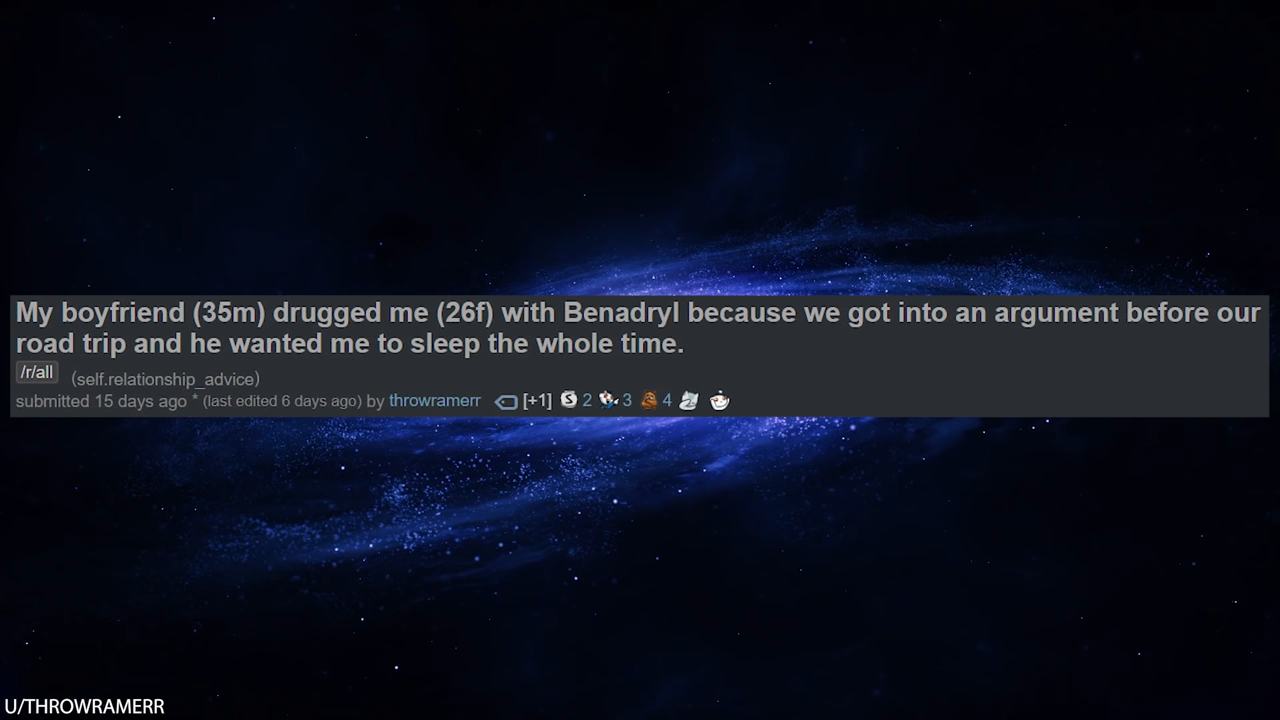 My boyfriend (35m) drugged me (26f) with Benadryl because we got into an argument before our
road trip and he wanted me to sleep the whole time.
/r/all (self.relationship_advice)
submitted 15 days ago * (last edited 6 days ago) by throwramerr [+1] 2 3 4
U/THROWRAMERR